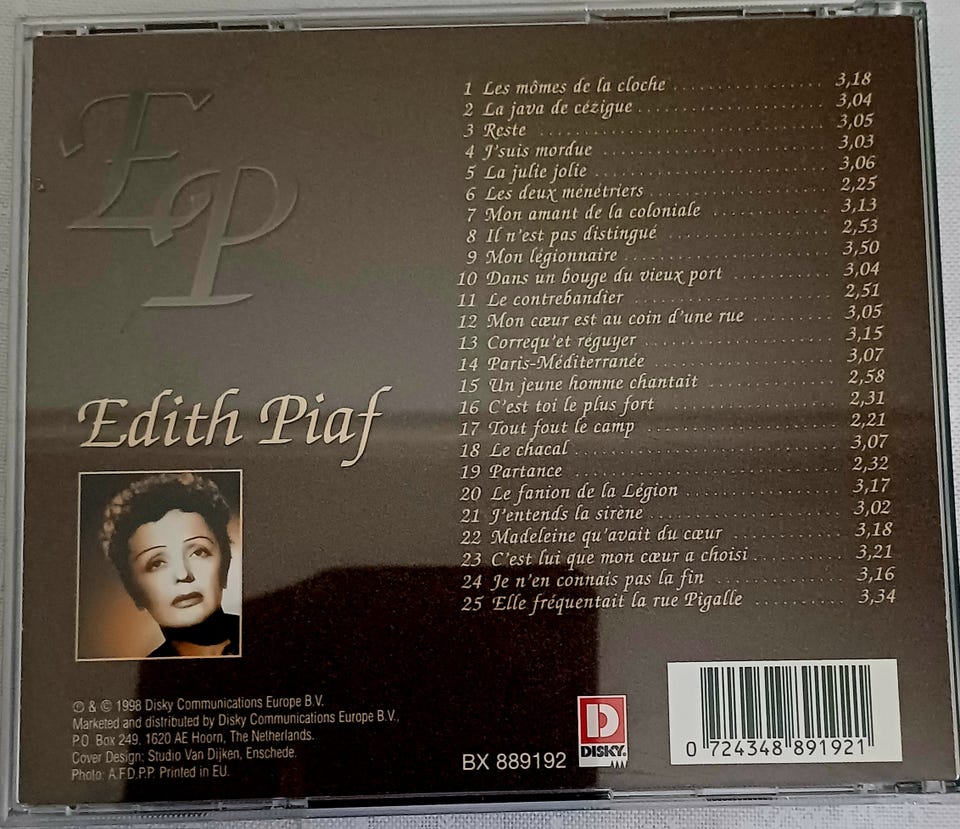 EP
1 Les mômes de la cloche 3,18
2 La java de cézigue 3,04
3 Reste 3,05
4 J'suis mordue 3,03
5 La julie jolie 3,06
6 Les deux ménétriers 2,25
7 Mon amant de la coloniale 3,13
8 Il n'est pas distingué 2,53
9 Mon légionnaire 3,50
10 Dans un bouge du vieux port 3,04
11 Le contrebandier 2,51
12 Mon cœur est au coin d'une rue 3,05
13 Correqu'et réguyer 3,15
14 Paris-Méditerranée 3,07
15 Un jeune homme chantait 2,58
16 C'est toi le plus fort 2,31
17 Tout fout le camp 2,21
18 Le chacal 3,07
19 Partance 2,32
20 Le fanion de la Légion 3,17
21 J'entends la sirène 3,02
22 Madeleine qu'avait du cœur 3,18
23 C'est lui que mon cœur a choisi 3,21
24 Je n'en connais pas la fin 3,16
25 Elle fréquentait la rue Pigalle 3,34
Edith Piaf
℗ & © 1998 Disky Communications Europe B.V.
Marketed and distributed by Disky Communications Europe B.V.,
P.O. Box 249, 1620 AE Hoorn, The Netherlands.
Cover Design: Studio Van Dijken, Enschede.
Photo: A.F.D.P.P. Printed in EU.
BX 889192
D
DISKY.
0 724348 891921